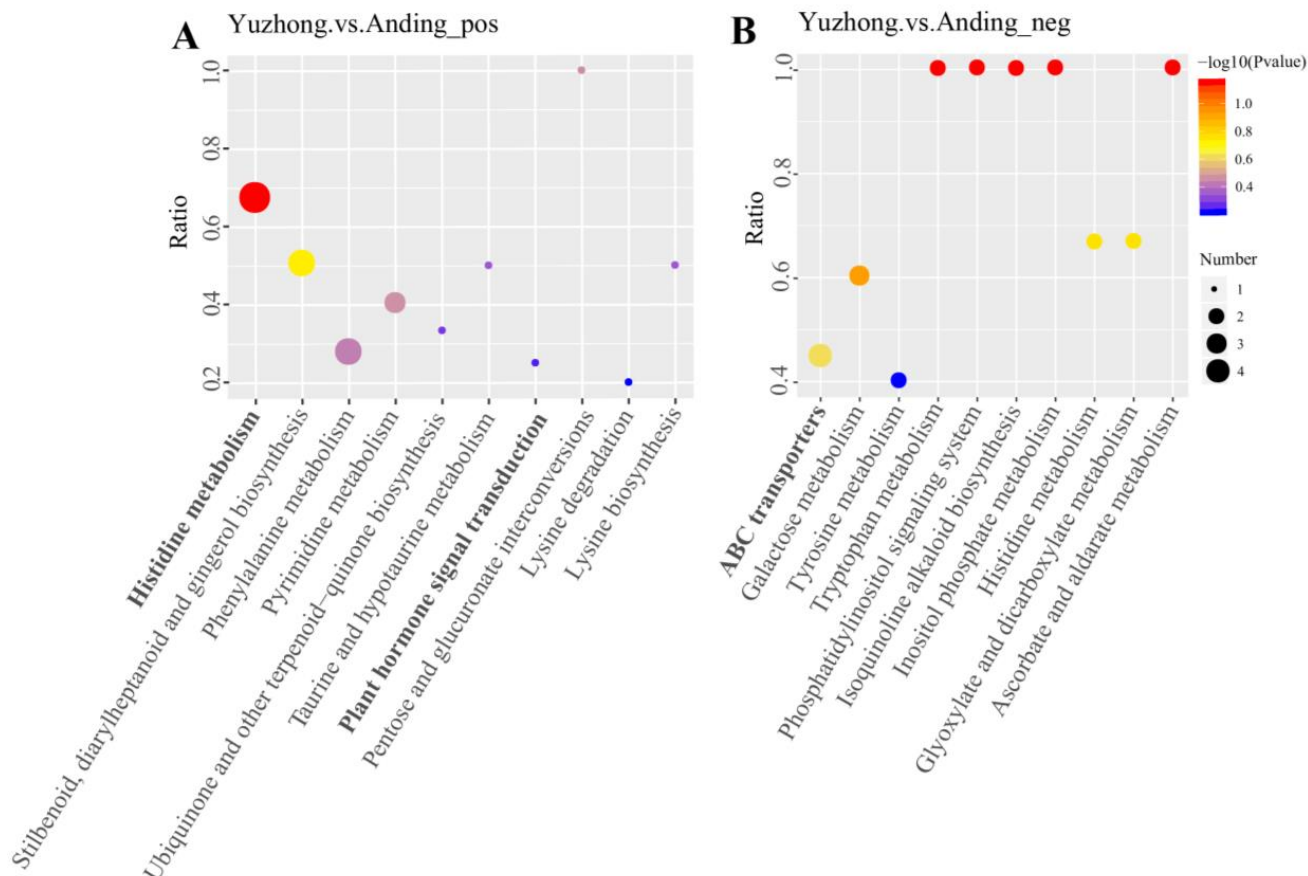 A
Yuzhong.vs.Anding_pos
Ratio
1.0
0.8
0.6
0.4
0.2
Histidine metabolism
Stilbenoid, diarylheptanoid and gingerol biosynthesis
Phenylalanine metabolism
Pyrimidine metabolism
Ubiquinone and other terpenoid−quinone biosynthesis
Taurine and hypotaurine metabolism
Plant hormone signal transduction
Pentose and glucuronate interconversions
Lysine degradation
Lysine biosynthesis
B
Yuzhong.vs.Anding_neg
Ratio
1.0
0.8
0.6
0.4
ABC transporters
Galactose metabolism
Tyrosine metabolism
Tryptophan metabolism
Phosphatidylinositol signaling system
Isoquinoline alkaloid biosynthesis
Inositol phosphate metabolism
Histidine metabolism
Glyoxylate and dicarboxylate metabolism
Ascorbate and aldarate metabolism
−log10(Pvalue)
1.0
0.8
0.6
0.4
Number
1
2
3
4